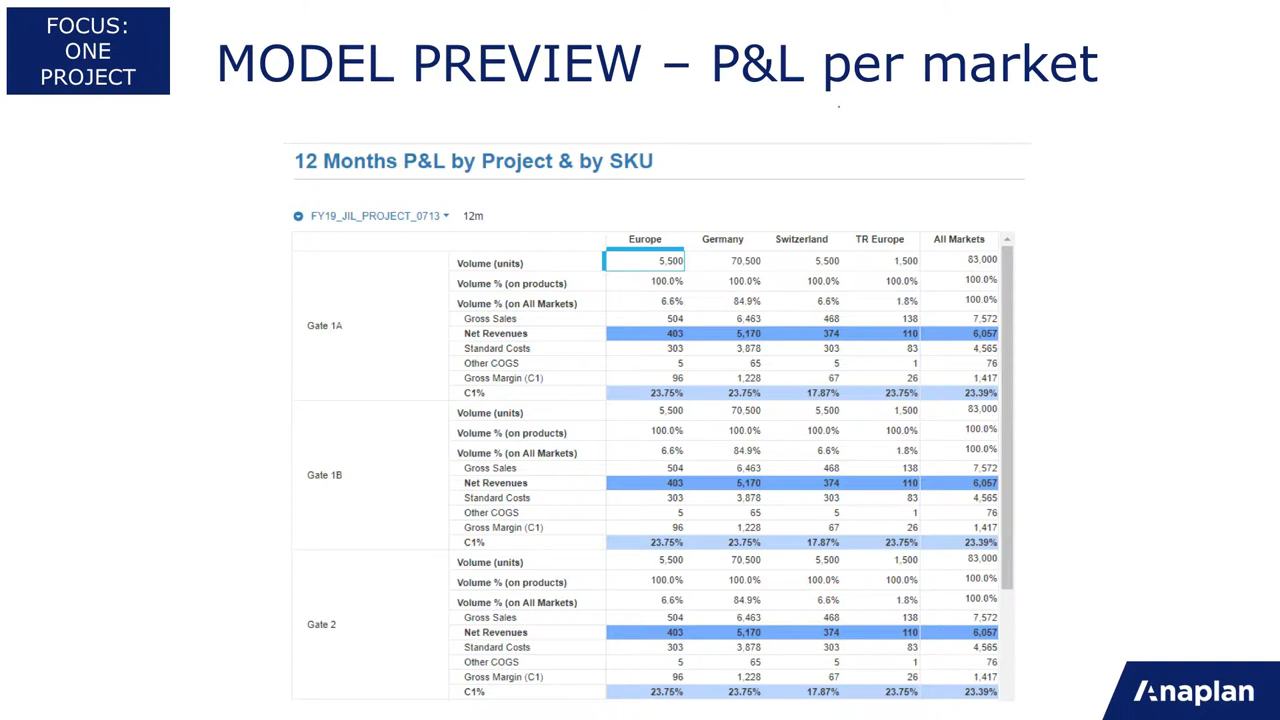 FOCUS:
ONE
PROJECT
MODEL PREVIEW – P&L per market
12 Months P&L by Project & by SKU
FY19_JIL_PROJECT_0713 12m
Europe Germany Switzerland TR Europe All Markets
Gate 1A
Volume (units) 5,500 70,500 5,500 1,500 83,000
Volume % (on products) 100.0% 100.0% 100.0% 100.0% 100.0%
Volume % (on All Markets) 6.6% 84.9% 6.6% 1.8% 100.0%
Gross Sales 504 6,463 468 138 7,572
Net Revenues 403 5,170 374 110 6,057
Standard Costs 303 3,878 303 83 4,565
Other COGS 5 65 5 1 76
Gross Margin (C1) 96 1,228 67 26 1,417
C1% 23.75% 23.75% 17.87% 23.75% 23.39%
Gate 1B
Volume (units) 5,500 70,500 5,500 1,500 83,000
Volume % (on products) 100.0% 100.0% 100.0% 100.0% 100.0%
Volume % (on All Markets) 6.6% 84.9% 6.6% 1.8% 100.0%
Gross Sales 504 6,463 468 138 7,572
Net Revenues 403 5,170 374 110 6,057
Standard Costs 303 3,878 303 83 4,565
Other COGS 5 65 5 1 76
Gross Margin (C1) 96 1,228 67 26 1,417
C1% 23.75% 23.75% 17.87% 23.75% 23.39%
Gate 2
Volume (units) 5,500 70,500 5,500 1,500 83,000
Volume % (on products) 100.0% 100.0% 100.0% 100.0% 100.0%
Volume % (on All Markets) 6.6% 84.9% 6.6% 1.8% 100.0%
Gross Sales 504 6,463 468 138 7,572
Net Revenues 403 5,170 374 110 6,057
Standard Costs 303 3,878 303 83 4,565
Other COGS 5 65 5 1 76
Gross Margin (C1) 96 1,228 67 26 1,417
C1% 23.75% 23.75% 17.87% 23.75% 23.39%
Anaplan